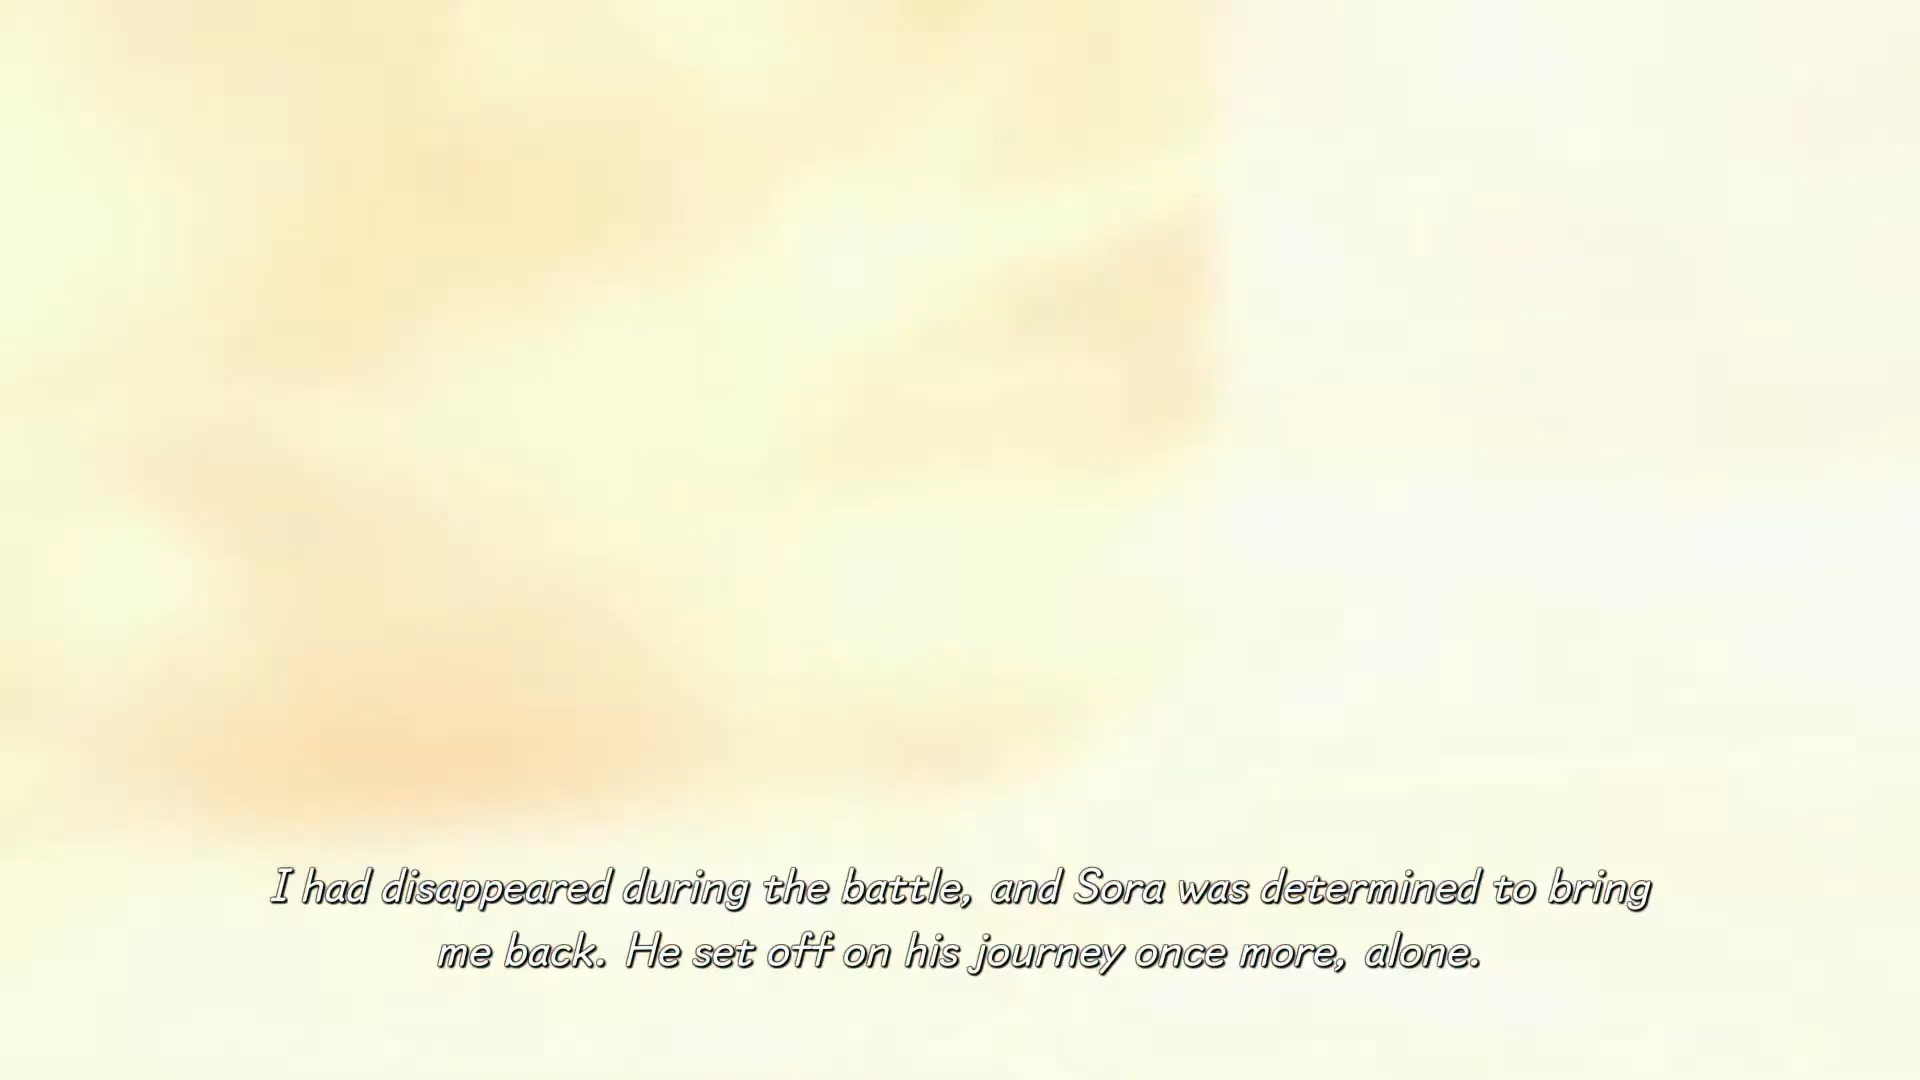 I had disappeared during the battle, and Sora was determined to bring
me back. He set off on his journey once more, alone.